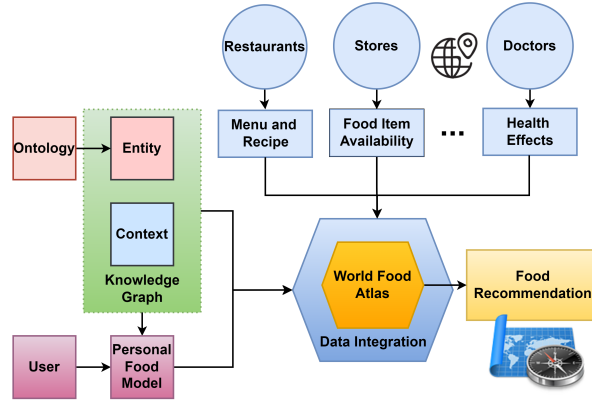 Restaurants
Stores
Doctors
Menu and
Recipe
Food Item
Availability
...
Health
Effects
Ontology
Entity
Context
Knowledge
Graph
World Food
Atlas
Data Integration
Food
Recommendation
User
Personal
Food
Model